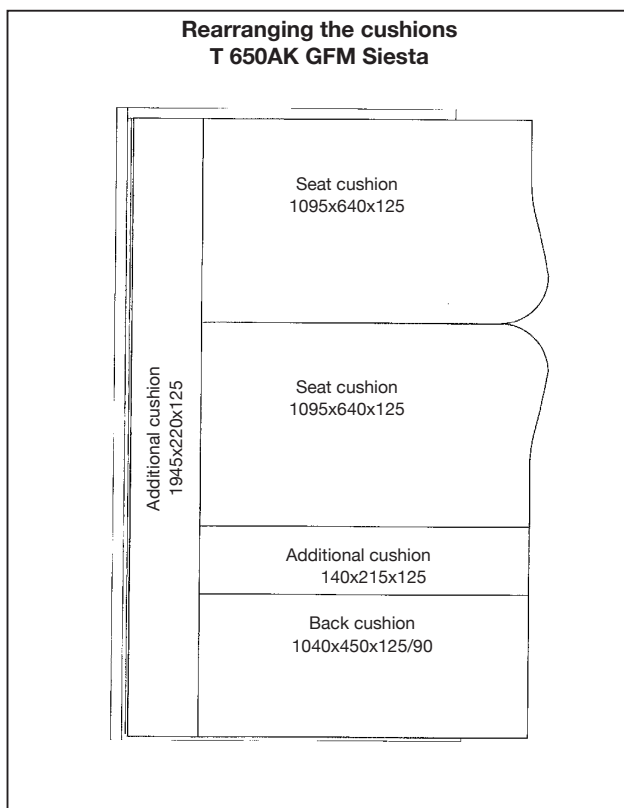 Rearranging the cushions
T 650AK GFM Siesta
Seat cushion
1095x640x125
Additional cushion
1945x220x125
Seat cushion
1095x640x125
Additional cushion
140x215x125
Back cushion
1040x450x125/90